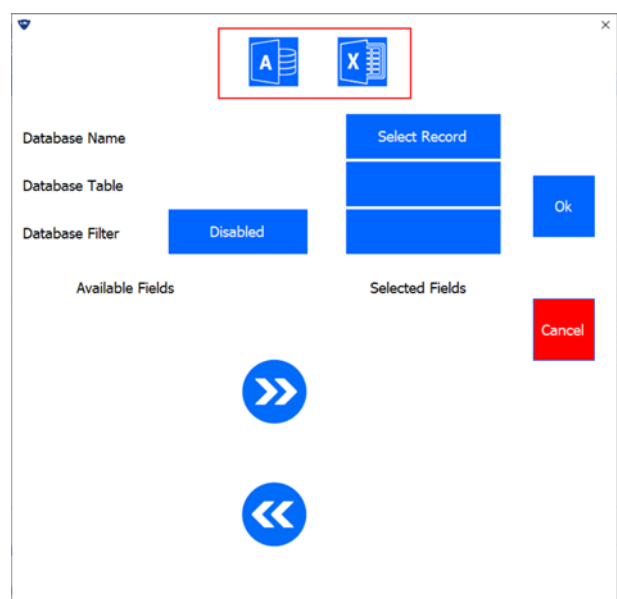 A X
Database Name Select Record
Database Table
Ok
Database Filter Disabled
Available Fields Selected Fields
Cancel